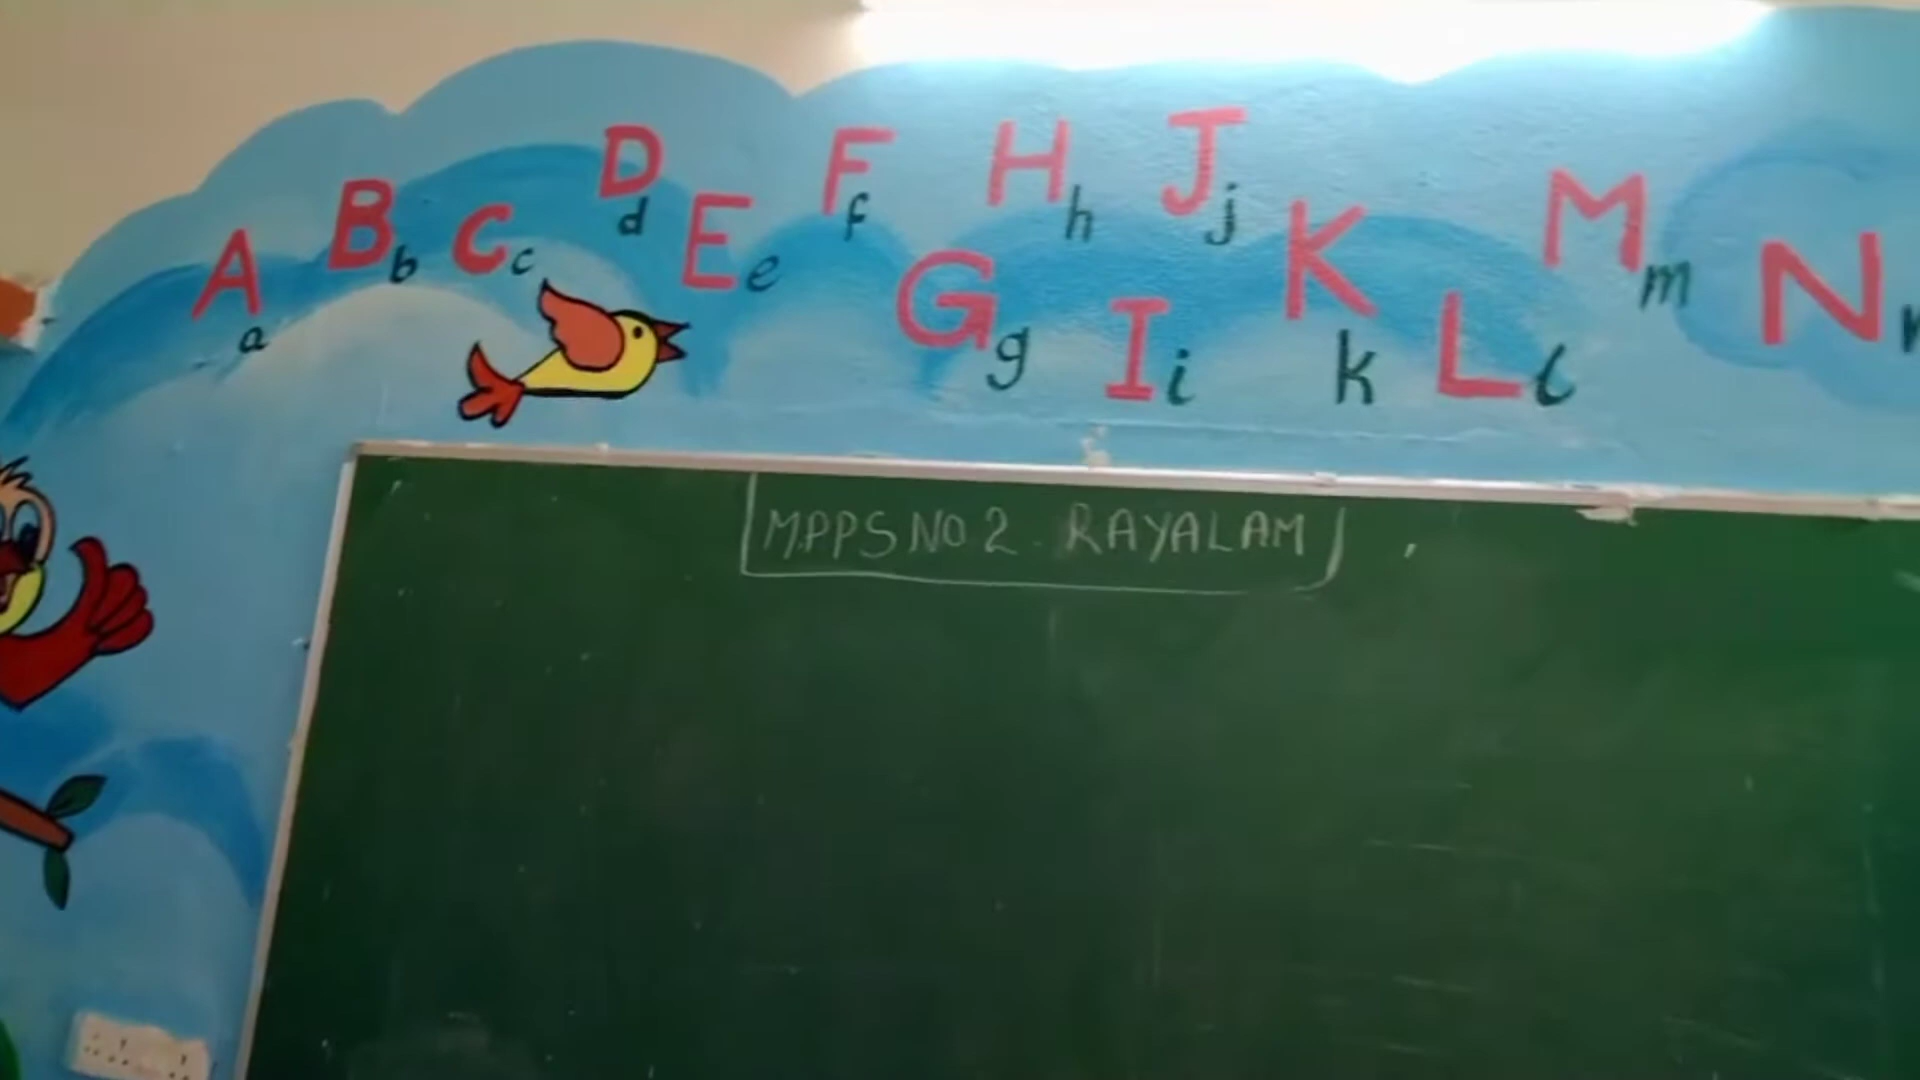 A a B b C c D d E e F f G g H h I i J j K k L l M m N n
M.P.P.S NO 2. RAYALAM